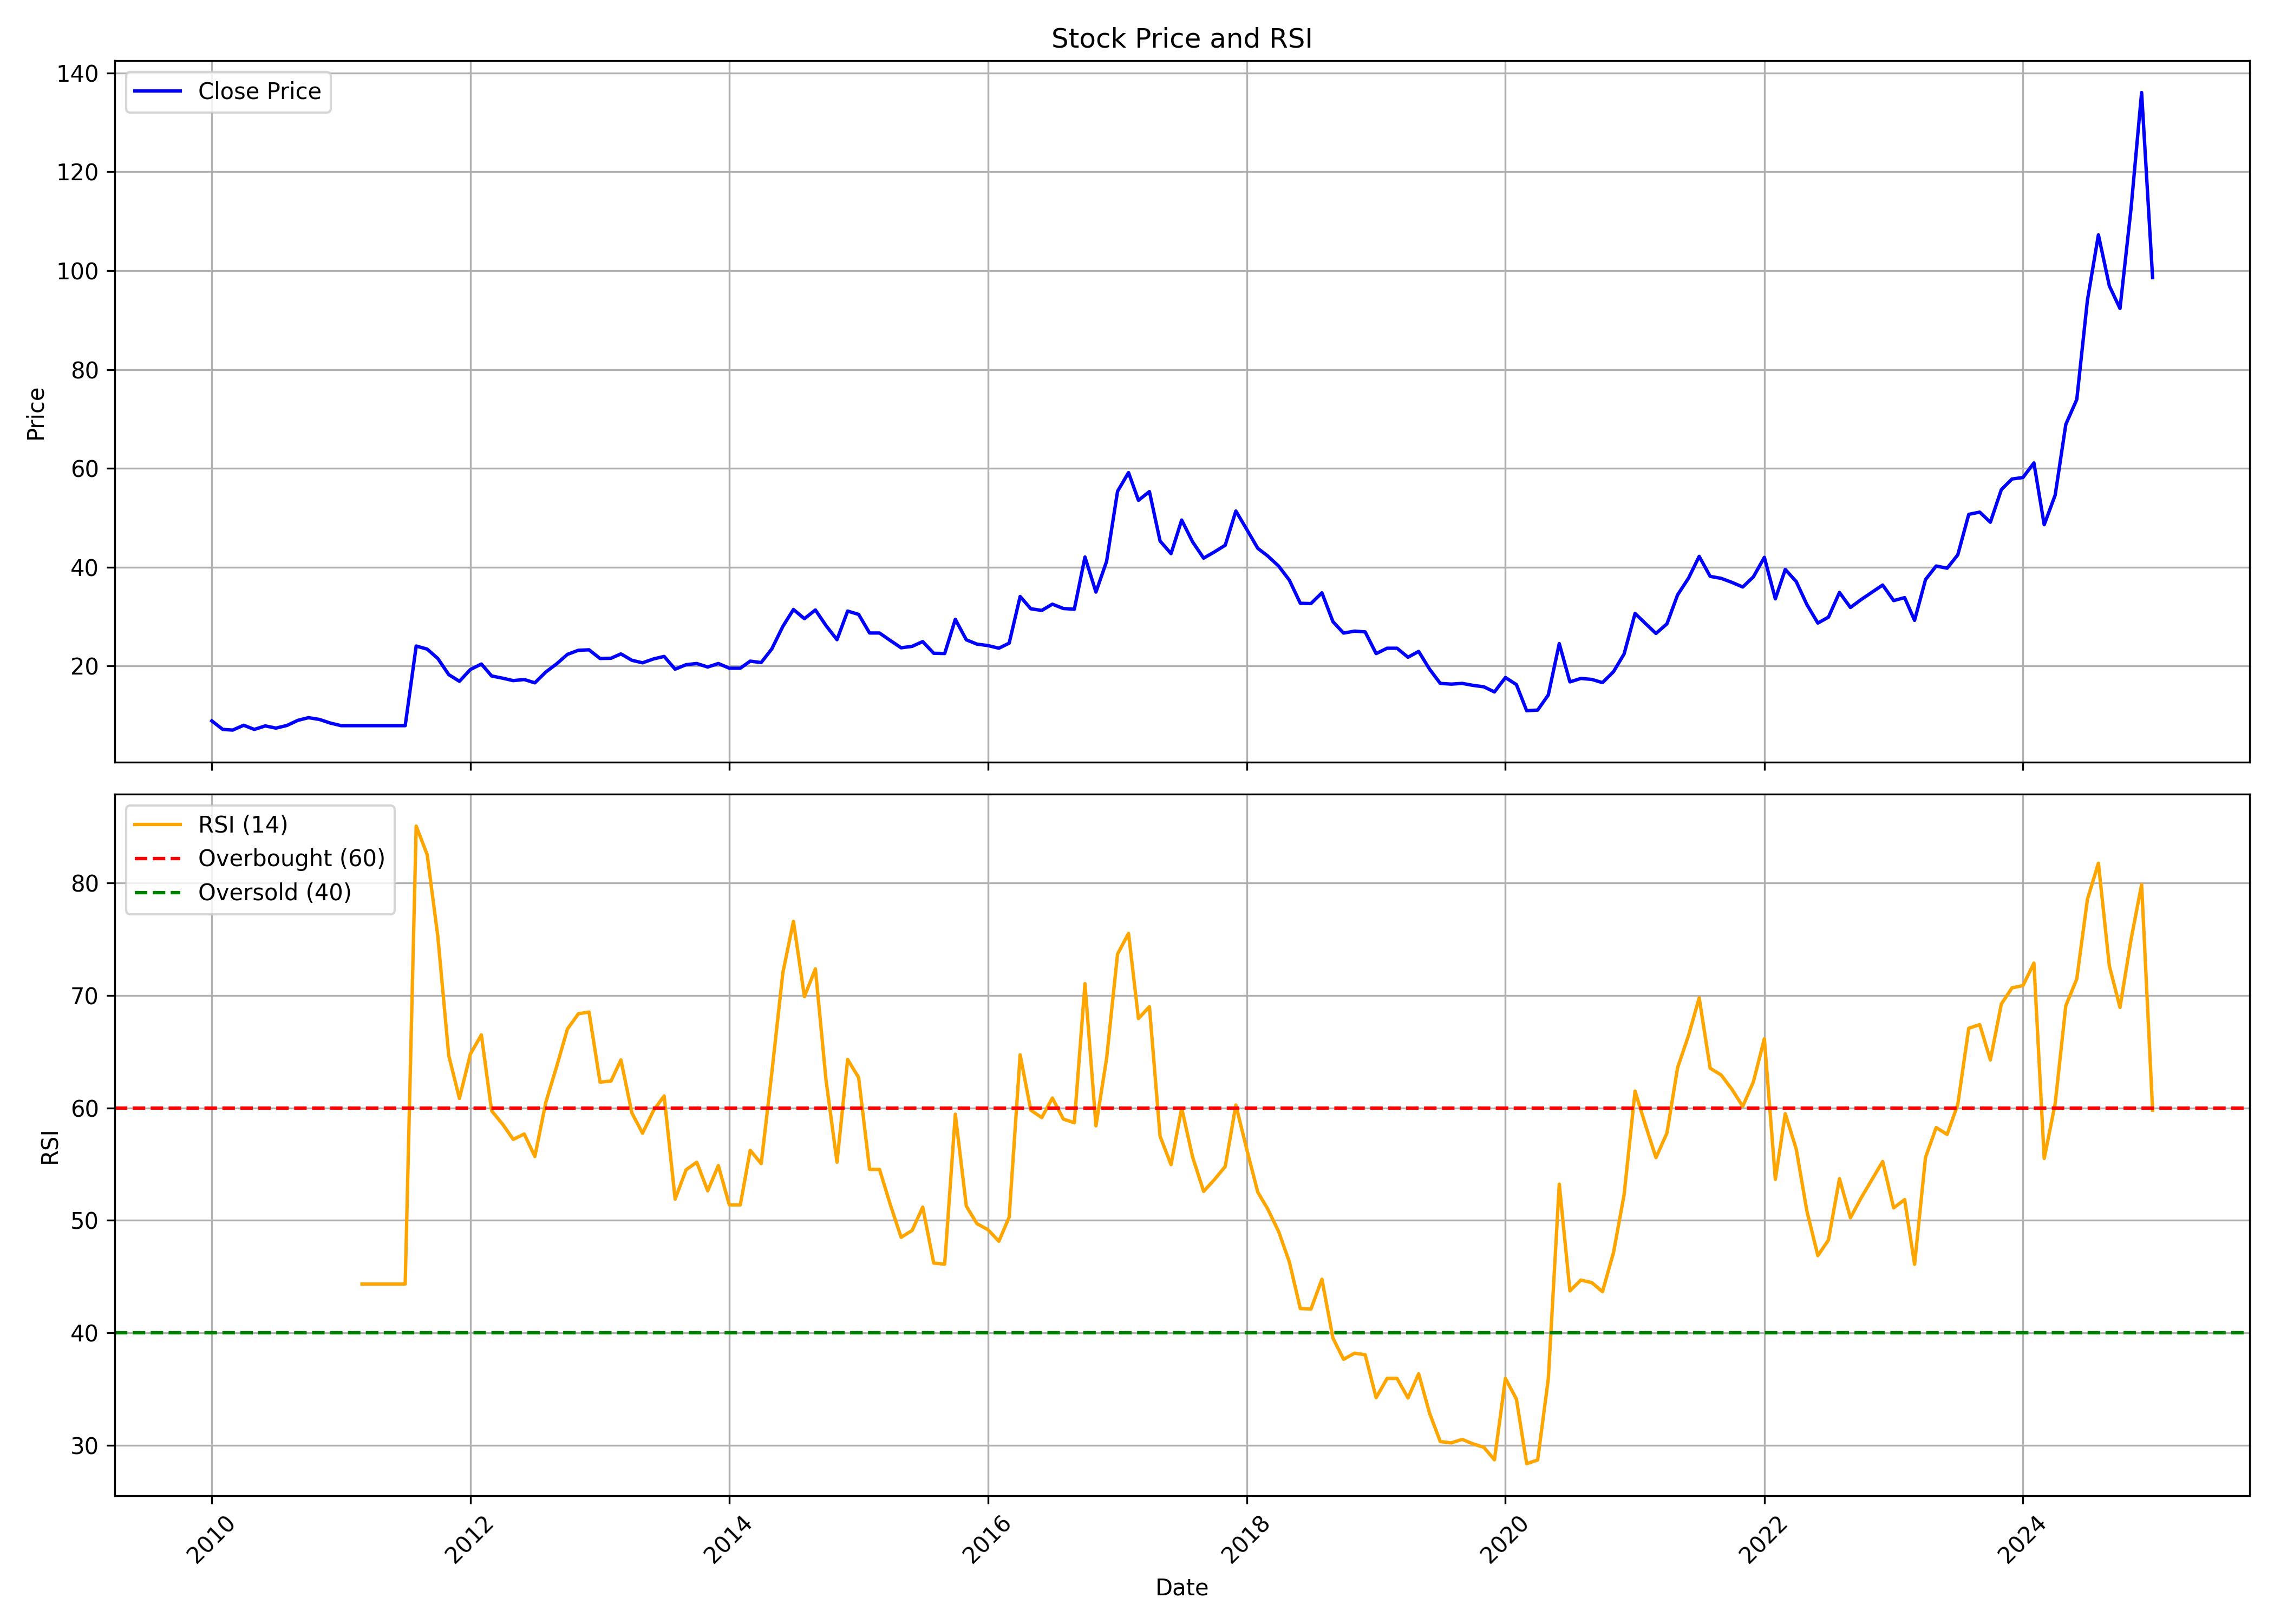 Stock Price and RSI
Close Price
140
120
100
80
60
40
20
Price
RSI (14)
Overbought (60)
Oversold (40)
80
70
60
50
40
30
RSI
2010
2012
2014
2016
2018
2020
2022
2024
Date